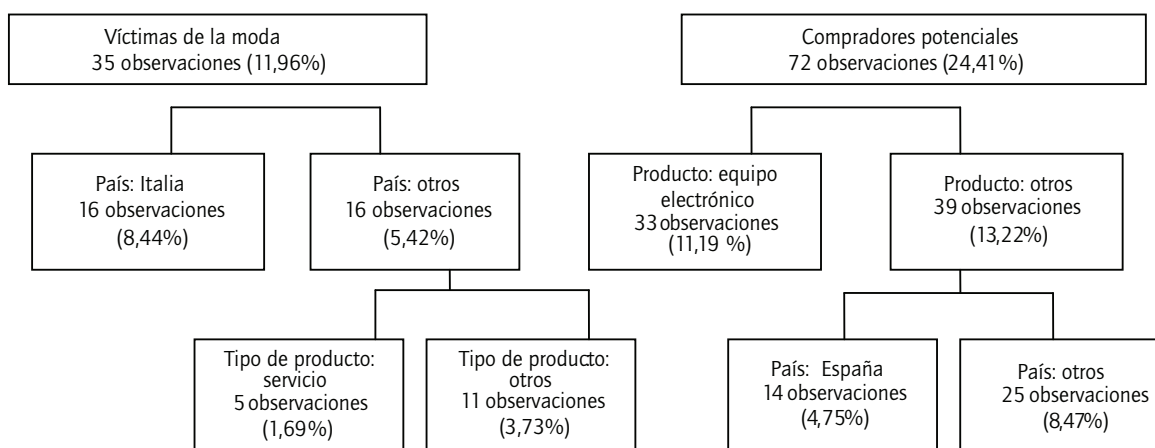 Víctimas de la moda
35 observaciones (11,96%)
Compradores potenciales
72 observaciones (24,41%)
País: Italia
16 observaciones
(8,44%)
País: otros
16 observaciones
(5,42%)
Producto: equipo
electrónico
33 observaciones
(11,19 %)
Producto: otros
39 observaciones
(13,22%)
Tipo de producto:
servicio
5 observaciones
(1,69%)
Tipo de producto:
otros
11 observaciones
(3,73%)
País: España
14 observaciones
(4,75%)
País: otros
25 observaciones
(8,47%)